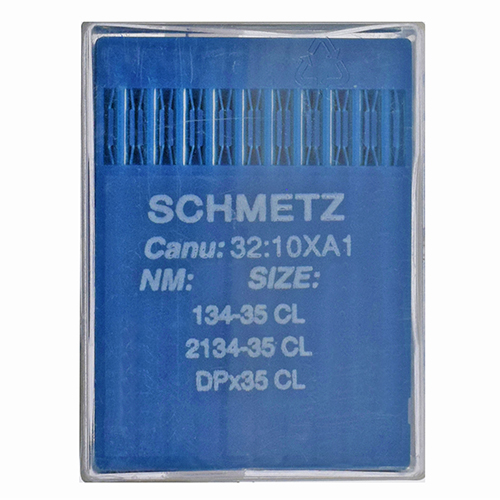 SCHMETZ
Canu: 32:10XA1
NM: SIZE:
134-35 CL
2134-35 CL
DPx35 CL